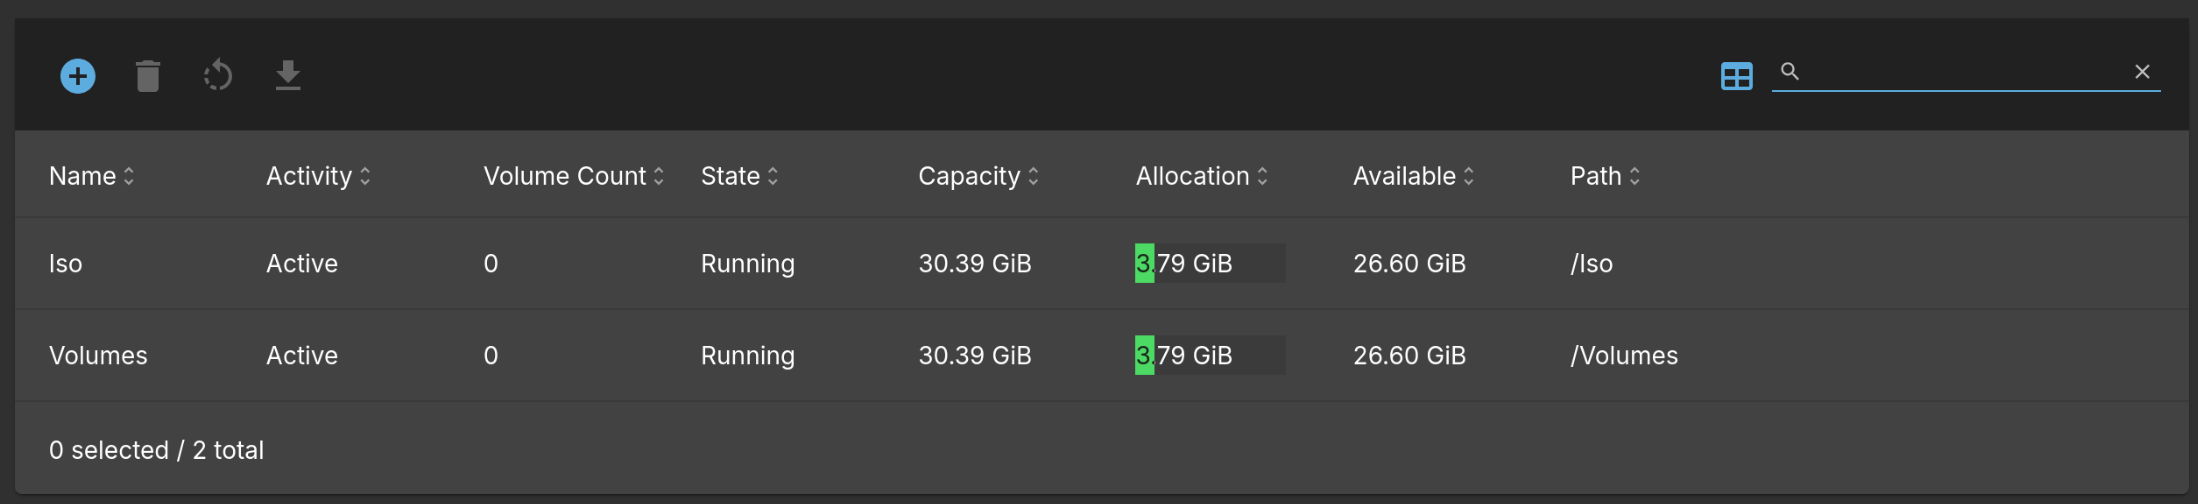 Name Activity Volume Count State Capacity Allocation Available Path
Iso Active 0 Running 30.39 GiB 3.79 GiB 26.60 GiB /Iso
Volumes Active 0 Running 30.39 GiB 3.79 GiB 26.60 GiB /Volumes
0 selected / 2 total